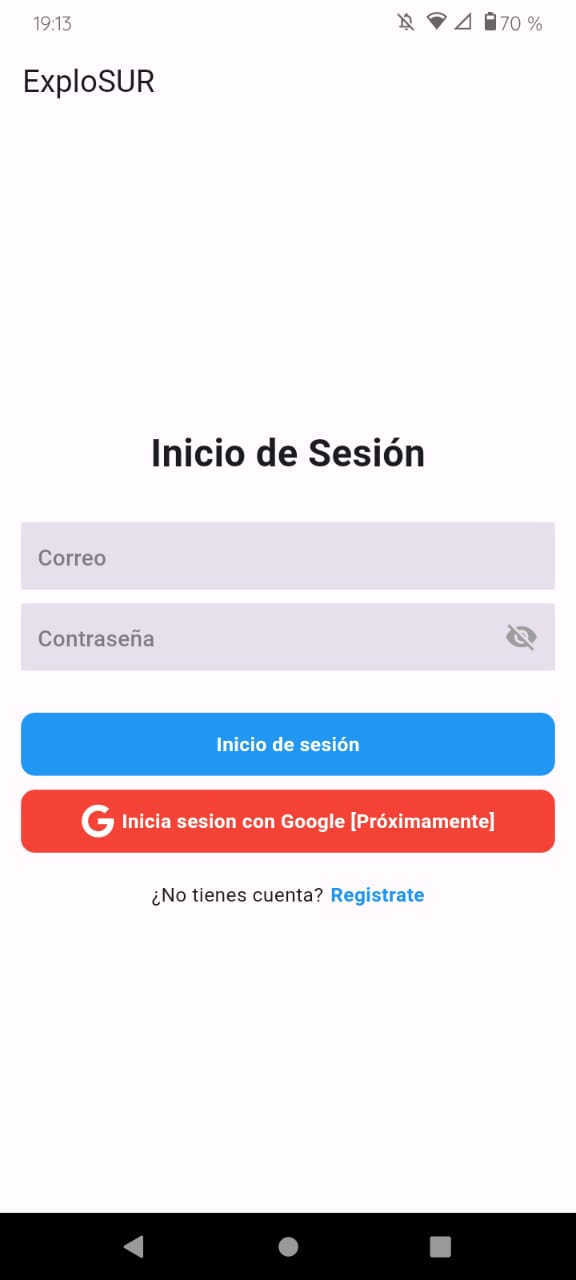 19:13
70 %
ExploSUR
Inicio de Sesión
Correo
Contraseña
Inicio de sesión
Inicia sesion con Google [Próximamente]
¿No tienes cuenta? Registrate